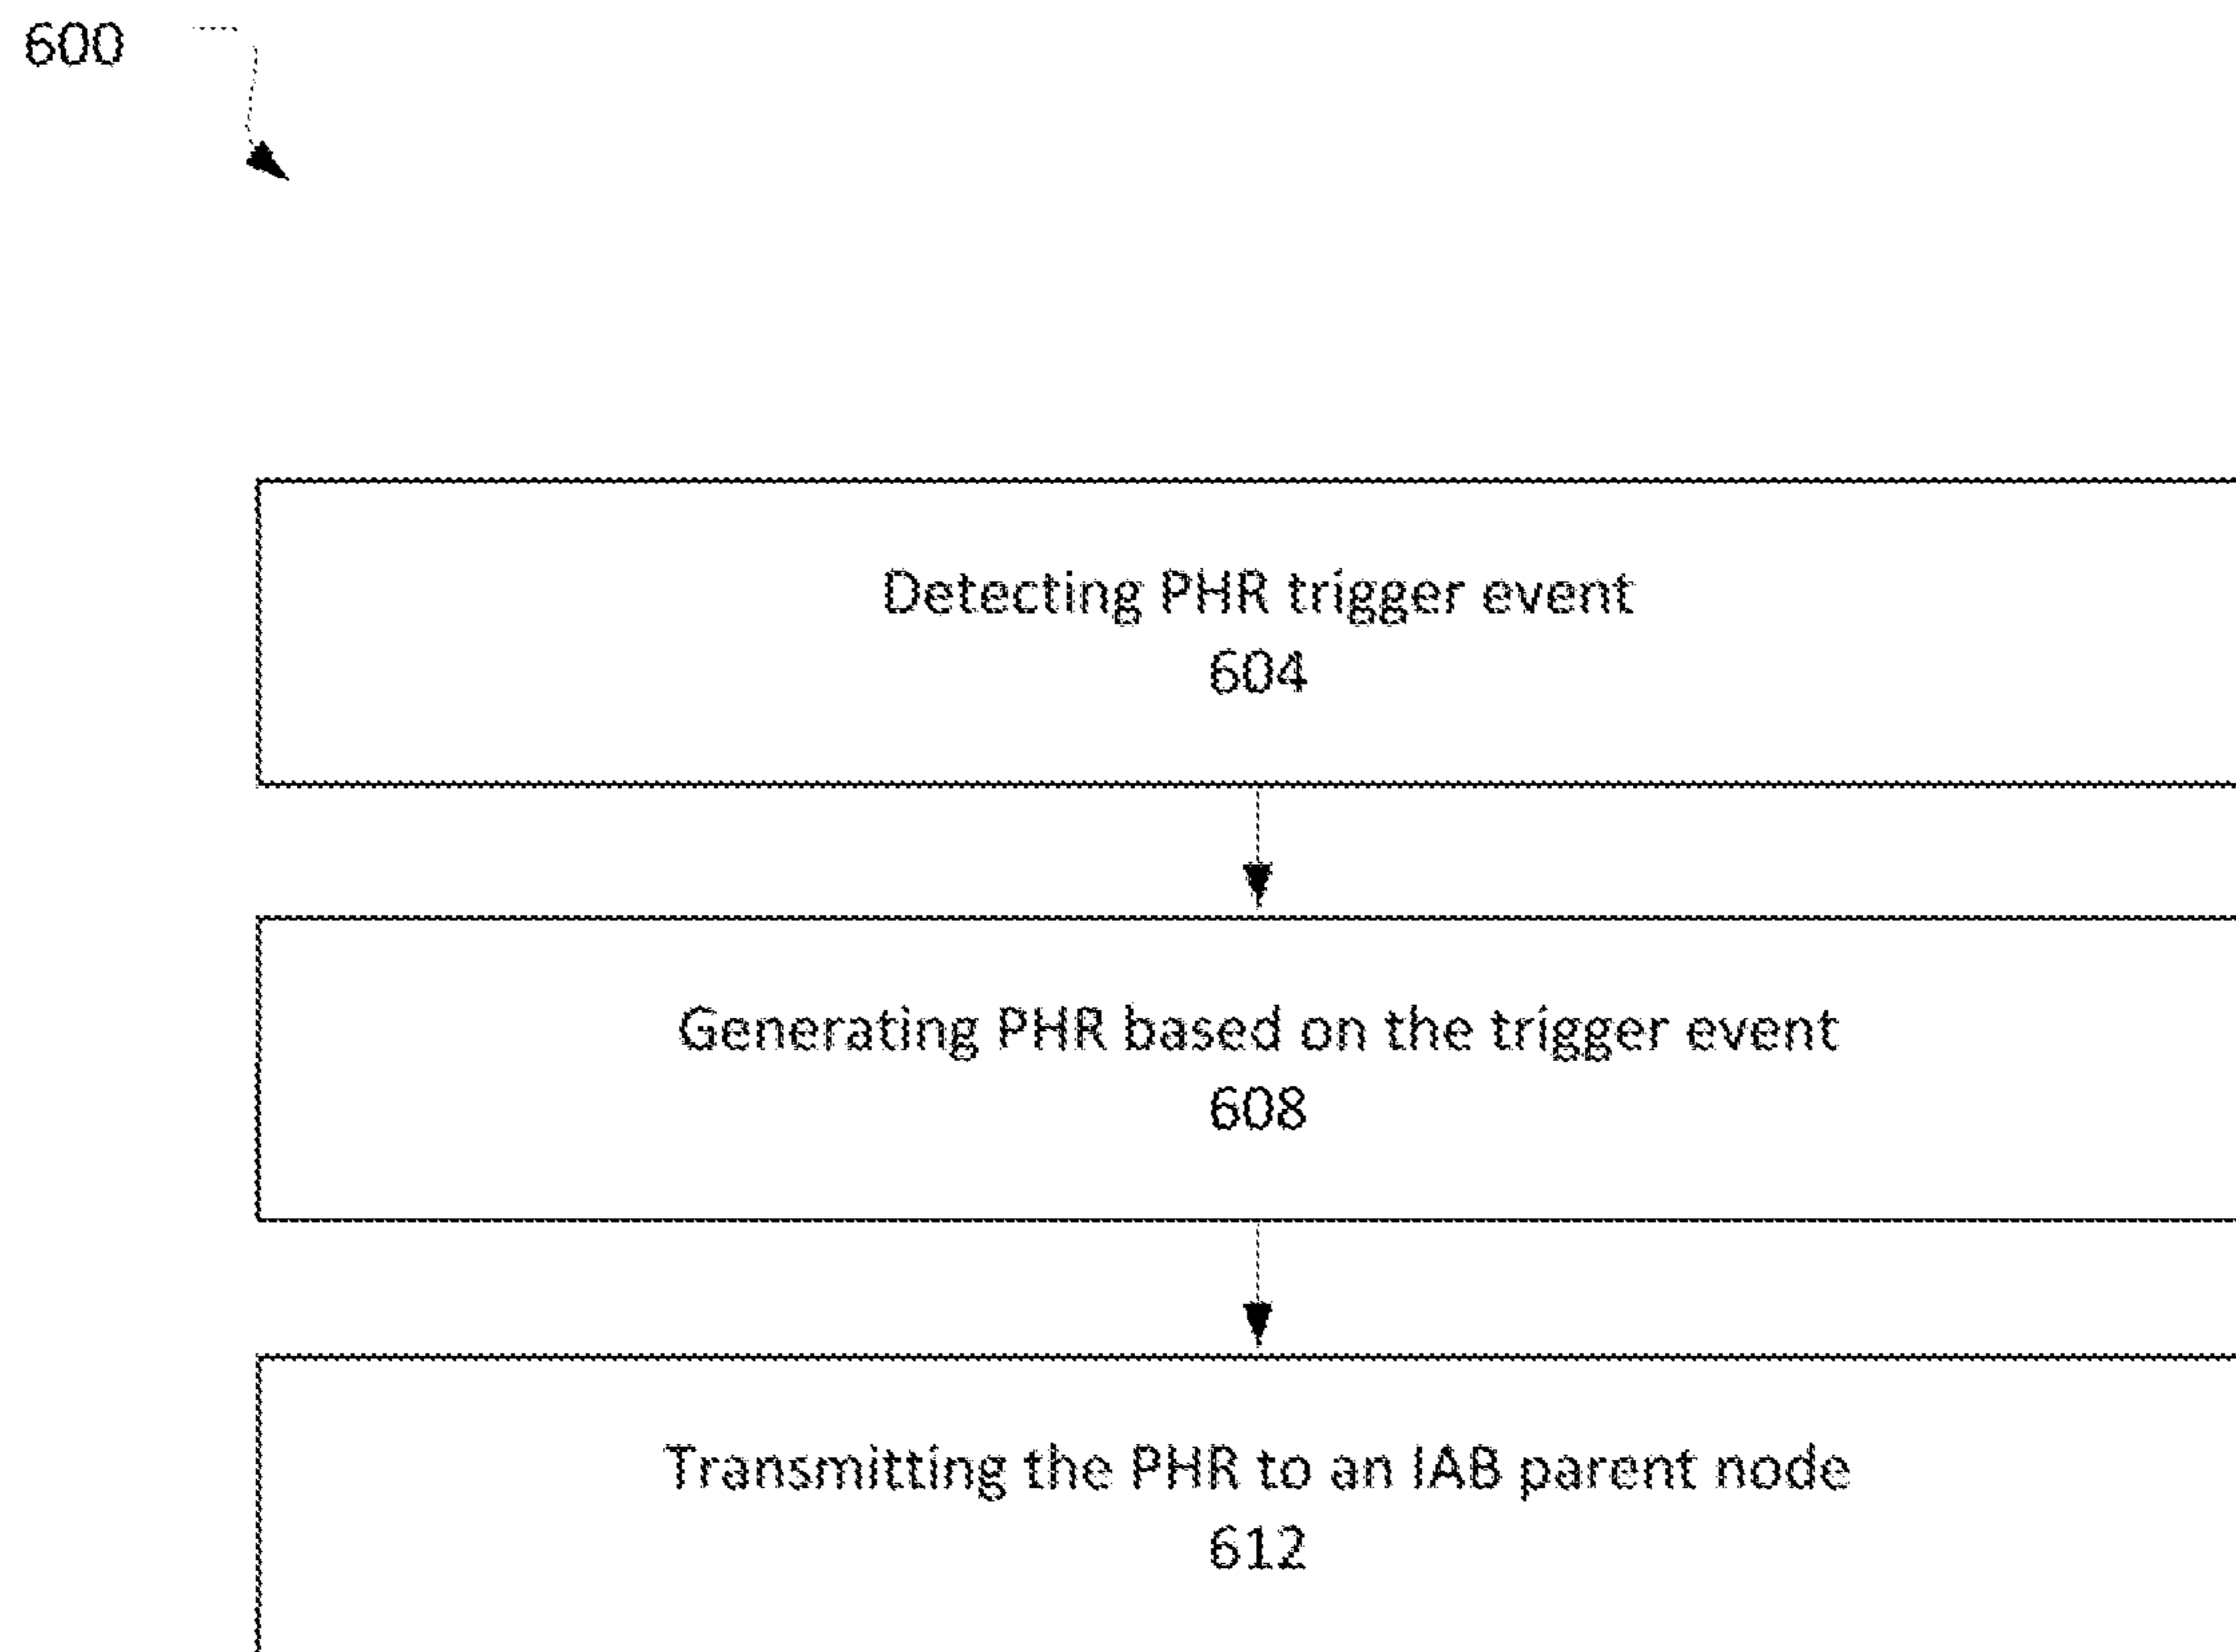 600
Detecting PHR trigger event
604
Generating PHR based on the trigger event
608
Transmitting the PHR to an IAB parent node
612